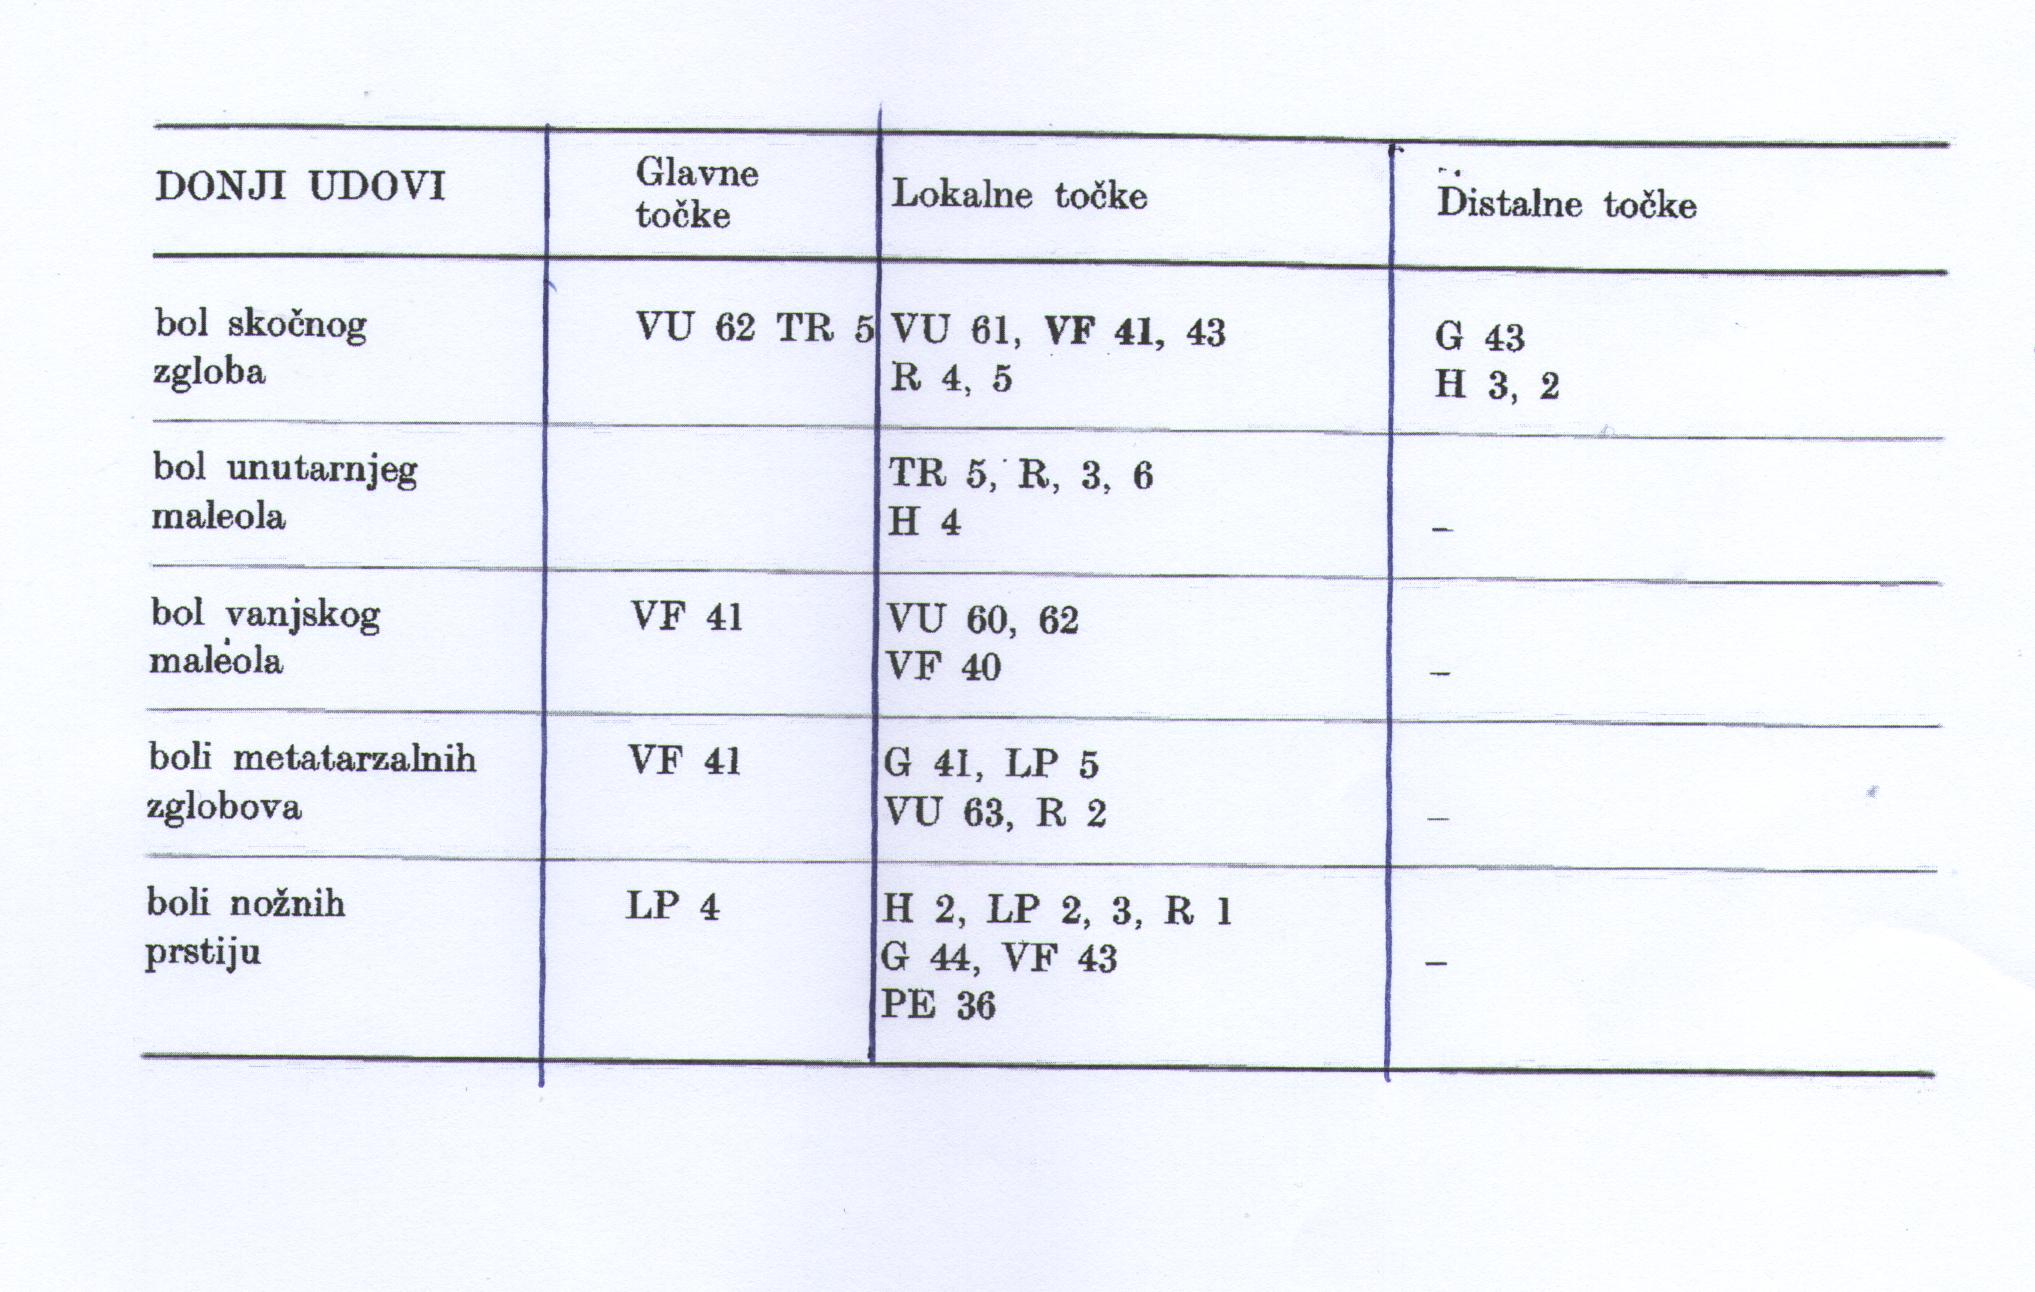 DONJI UDOVI
Glavne
točke
Lokalne točke
Distalne točke
bol skočnog
zgloba
VU 62 TR 5
VU 61, VF 41, 43
R 4, 5
G 43
H 3, 2
bol unutarnjeg
maleola
TR 5, R, 3, 6
H 4
–
bol vanjskog
maleola
VF 41
VU 60, 62
VF 40
–
boli metatarzalnih
zglobova
VF 41
G 41, LP 5
VU 63, R 2
–
boli nožnih
prstiju
LP 4
H 2, LP 2, 3, R 1
G 44, VF 43
PE 36
–